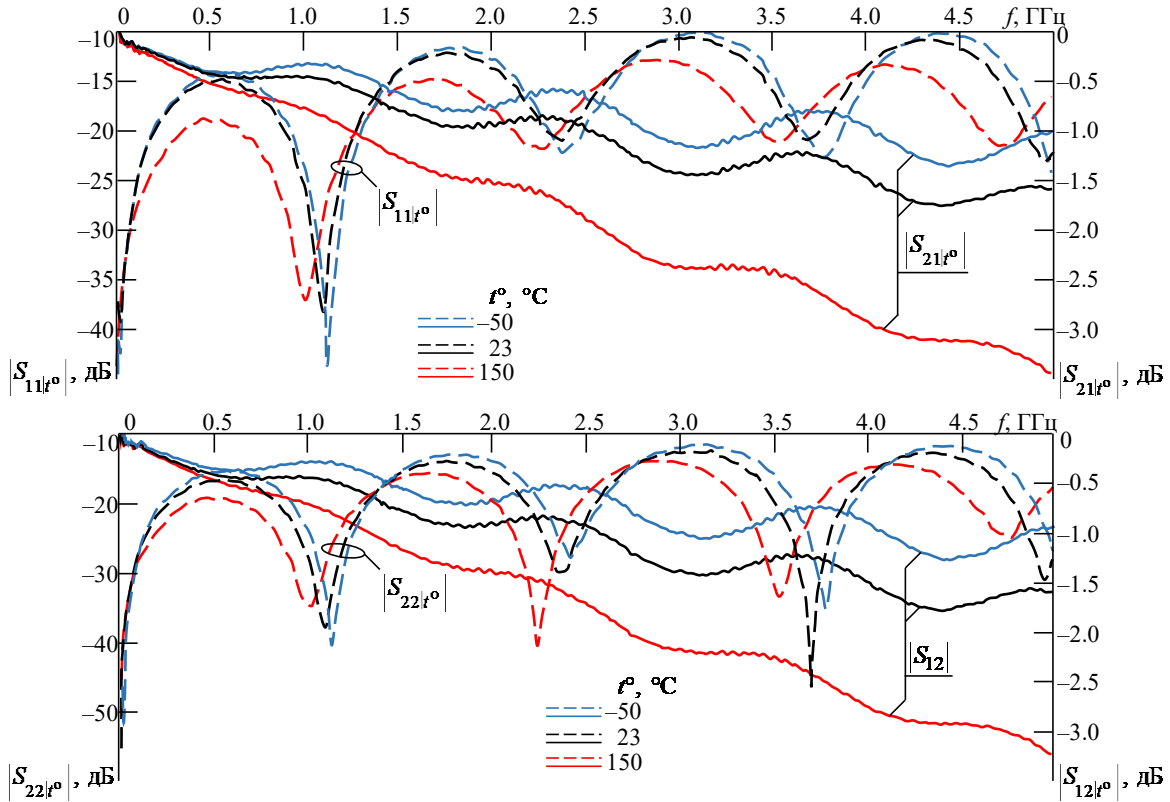 0 0.5 1.0 1.5 2.0 2.5 3.0 3.5 4.0 4.5 f, ГГц
–10 0
–15 –0.5
–20 –1.0
–25 –1.5
|S11|t°|
|S21|t°|
–30 –2.0
–35 –2.5
t°, °C
–50
–40 –3.0
23
150
|S11|t°|, дБ |S21|t°|, дБ
0 0.5 1.0 1.5 2.0 2.5 3.0 3.5 4.0 4.5 f, ГГц
–10 0
–0.5
–20 –1.0
–30 –1.5
|S22|t°|
–40 –2.0
|S12|
t°, °C
–2.5
–50
–50
23 –3.0
150
|S22|t°|, дБ |S12|t°|, дБ